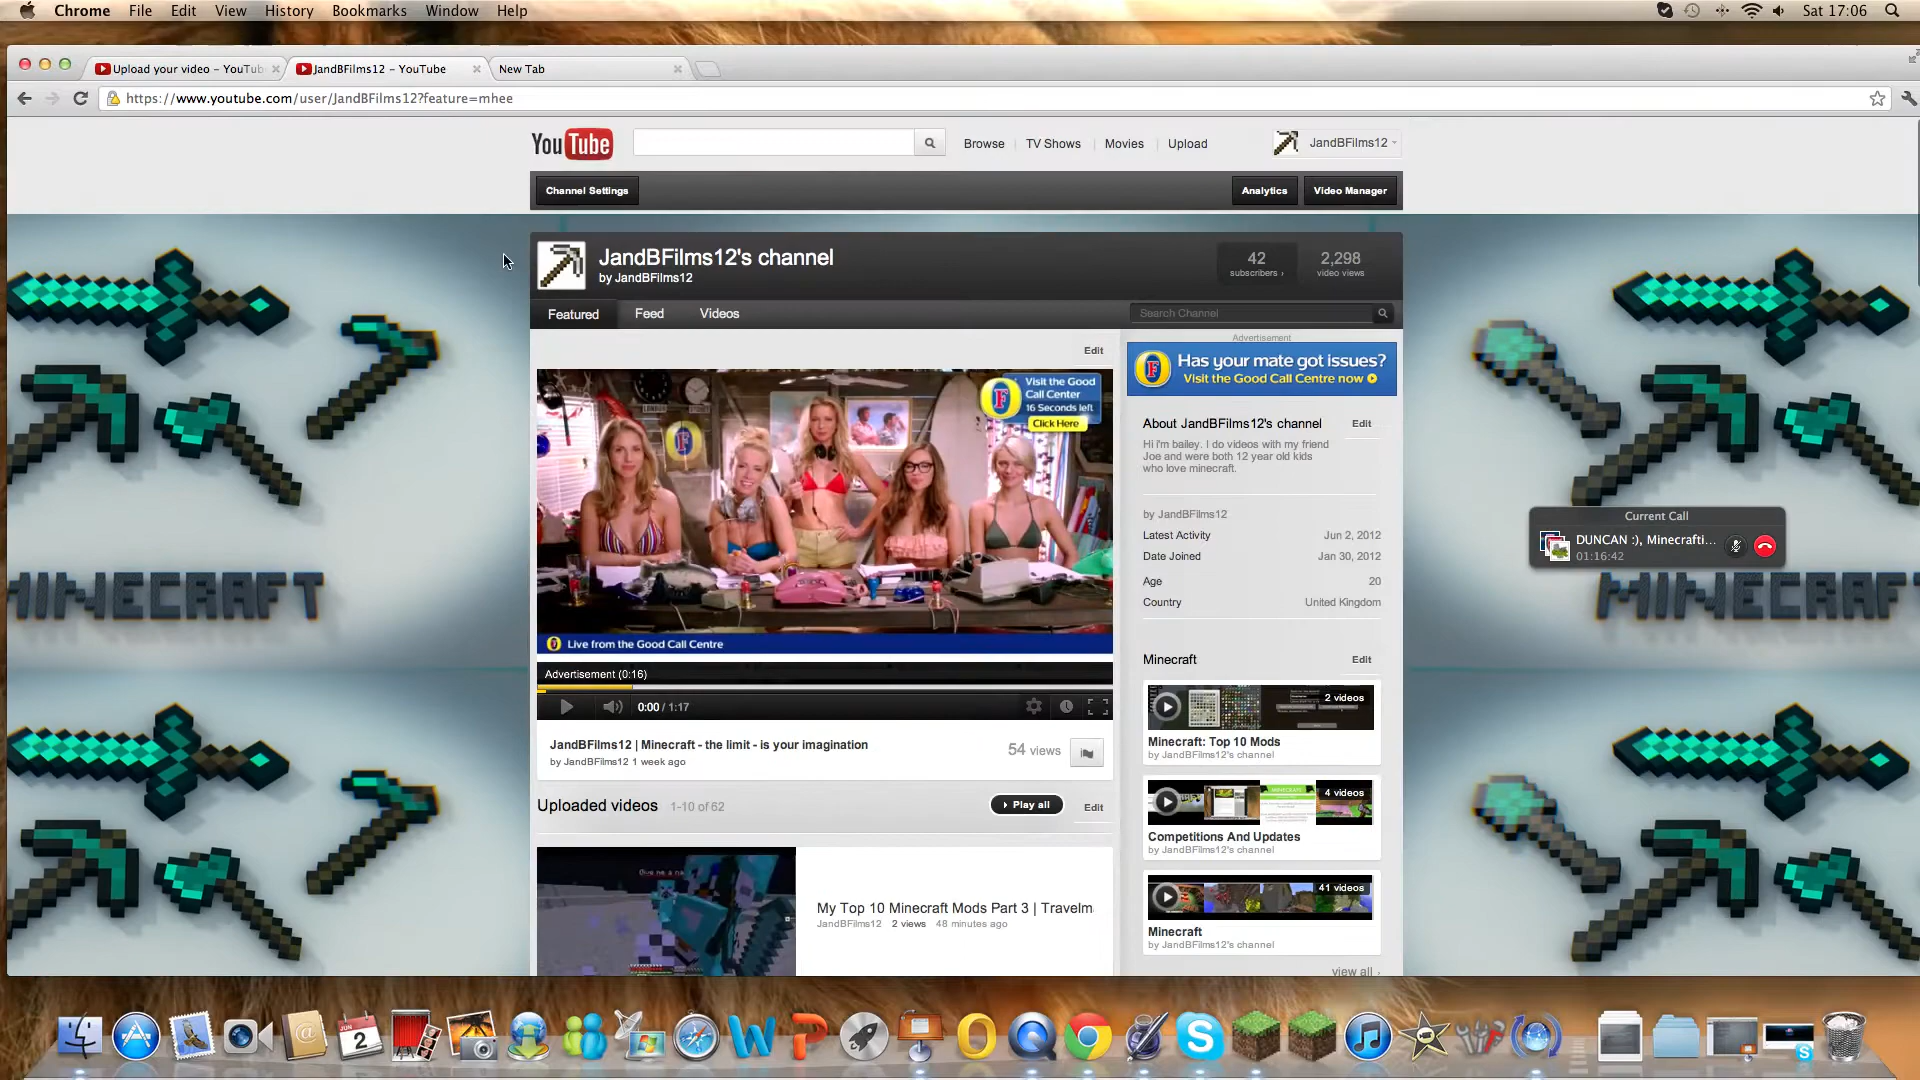 Chrome File Edit View History Bookmarks Window Help Sat 17:06
Upload your video - YouTub JandBFilms12 - YouTube New Tab
https://www.youtube.com/user/JandBFilms12?feature=mhee
YouTube Browse TV Shows Movies Upload JandBFilms12
Channel Settings Analytics Video Manager
JandBFilms12's channel
by JandBFilms12
42 subscribers ›
2,298 video views
Featured Feed Videos Search Channel
Edit
Advertisement
Has your mate got issues?
Visit the Good Call Centre now
LONDON
Visit the Good
Call Center
16 Seconds left
Click Here
Live from the Good Call Centre
Advertisement (0:16)
0:00 / 1:17
JandBFilms12 | Minecraft - the limit - is your imagination
by JandBFilms12 1 week ago
54 views
Uploaded videos 1-10 of 62 Play all Edit
My Top 10 Minecraft Mods Part 3 | Travelm
JandBFilms12 2 views 48 minutes ago
About JandBFilms12's channel Edit
Hi i'm bailey. I do videos with my friend
Joe and were both 12 year old kids
who love minecraft.
by JandBFilms12
Latest Activity Jun 2, 2012
Date Joined Jan 30, 2012
Age 20
Country United Kingdom
Minecraft Edit
2 videos
Minecraft: Top 10 Mods
by JandBFilms12's channel
4 videos
Competitions And Updates
by JandBFilms12's channel
41 videos
Minecraft
by JandBFilms12's channel
view all ›
Current Call
DUNCAN :), Minecrafti...
01:16:42
MINECRAFT
MINECRAFT
JUN
2